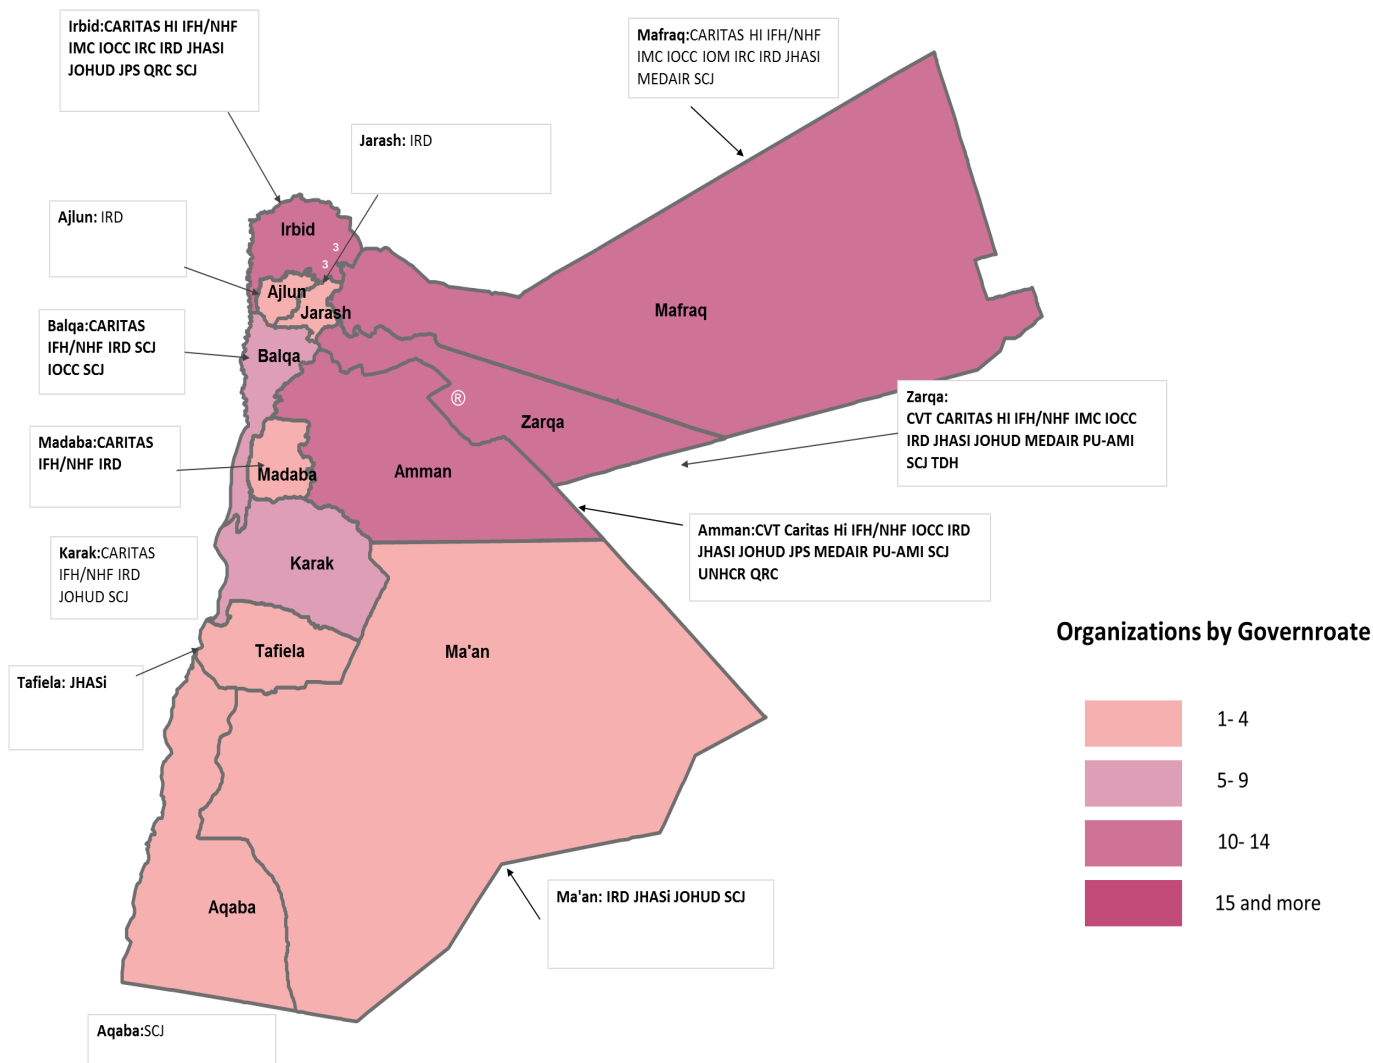 Irbid:CARITAS HI IFH/NHF
IMC IOCC IRC IRD JHASI
JOHUD JPS QRC SCJ
Mafraq:CARITAS HI IFH/NHF
IMC IOCC IOM IRC IRD JHASI
MEDAIR SCJ
Jarash: IRD
Ajlun: IRD
Irbid
3
3
Ajlun
Jarash
Mafraq
Balqa:CARITAS
IFH/NHF IRD SCJ
IOCC SCJ
Balqa
®
Zarqa
Zarqa:
CVT CARITAS HI IFH/NHF IMC IOCC
IRD JHASI JOHUD MEDAIR PU-AMI
SCJ TDH
Madaba:CARITAS
IFH/NHF IRD
Madaba
Amman
Amman:CVT Caritas Hi IFH/NHF IOCC IRD
JHASI JOHUD JPS MEDAIR PU-AMI SCJ
UNHCR QRC
Karak:CARITAS
IFH/NHF IRD
JOHUD SCJ
Karak
Tafiela
Ma'an
Tafiela: JHASi
Organizations by Governroate
1- 4
5- 9
10- 14
15 and more
Aqaba
Ma'an: IRD JHASi JOHUD SCJ
Aqaba:SCJ